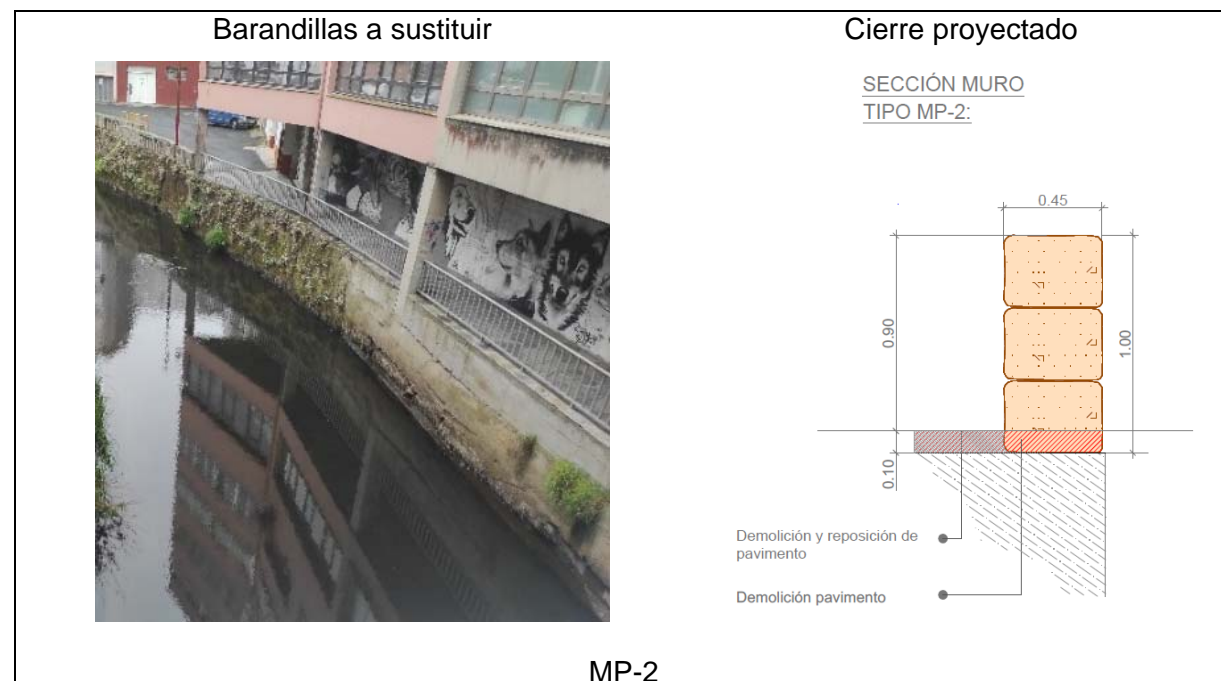 Barandillas a sustituir
Cierre proyectado
SECCIÓN MURO
TIPO MP-2:
0.45
0.90
1.00
0.10
Demolición y reposición de
pavimento
Demolición pavimento
MP-2